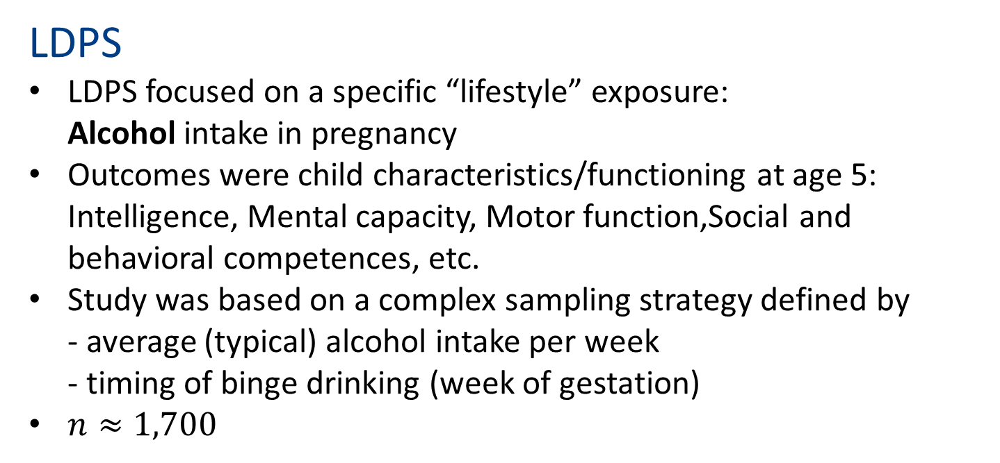 LDPS
• LDPS focused on a specific “lifestyle” exposure:
Alcohol intake in pregnancy
• Outcomes were child characteristics/functioning at age 5:
Intelligence, Mental capacity, Motor function,Social and
behavioral competences, etc.
• Study was based on a complex sampling strategy defined by
- average (typical) alcohol intake per week
- timing of binge drinking (week of gestation)
• n ≈ 1,700